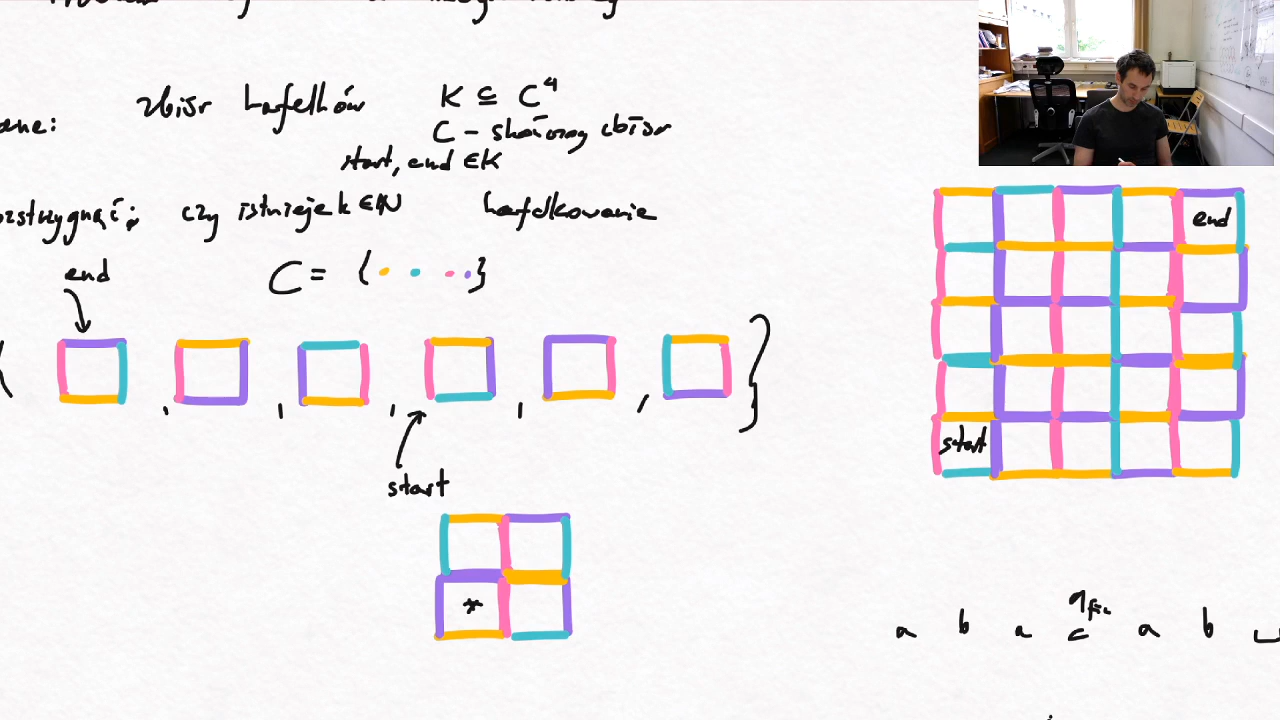 zbiór kafelków K ⊆ C⁴
C - skończony zbiór
start, end ∈ K
czy istnieje k ∈ ℕ kafelkowanie
end
C = { · · · · }
, , , , ,
start
*
end
start
a b a c a b ⊔